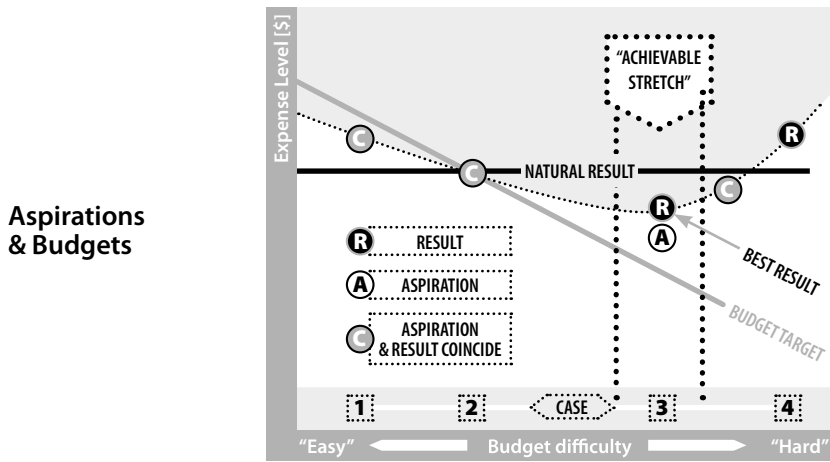 Aspirations
& Budgets
Expense Level [$]
"ACHIEVABLE
STRETCH"
C
R
C
NATURAL RESULT
C
R
A
BEST RESULT
BUDGET TARGET
R RESULT
A ASPIRATION
C ASPIRATION
& RESULT COINCIDE
1 2 CASE 3 4
"Easy" Budget difficulty "Hard"